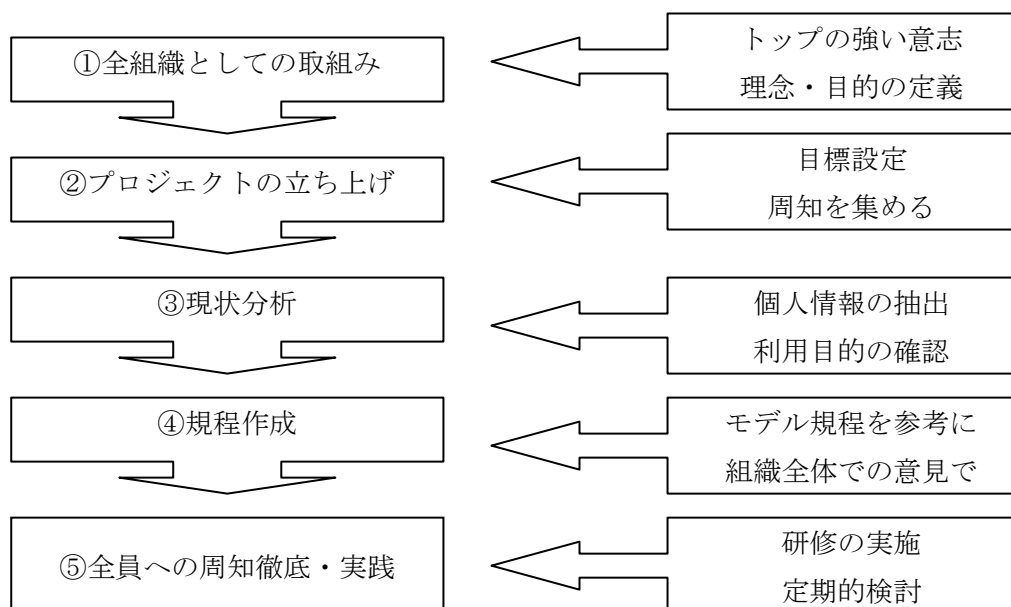 ①全組織としての取組み
トップの強い意志
理念・目的の定義
②プロジェクトの立ち上げ
目標設定
周知を集める
③現状分析
個人情報の抽出
利用目的の確認
④規程作成
モデル規程を参考に
組織全体での意見で
⑤全員への周知徹底・実践
研修の実施
定期的検討